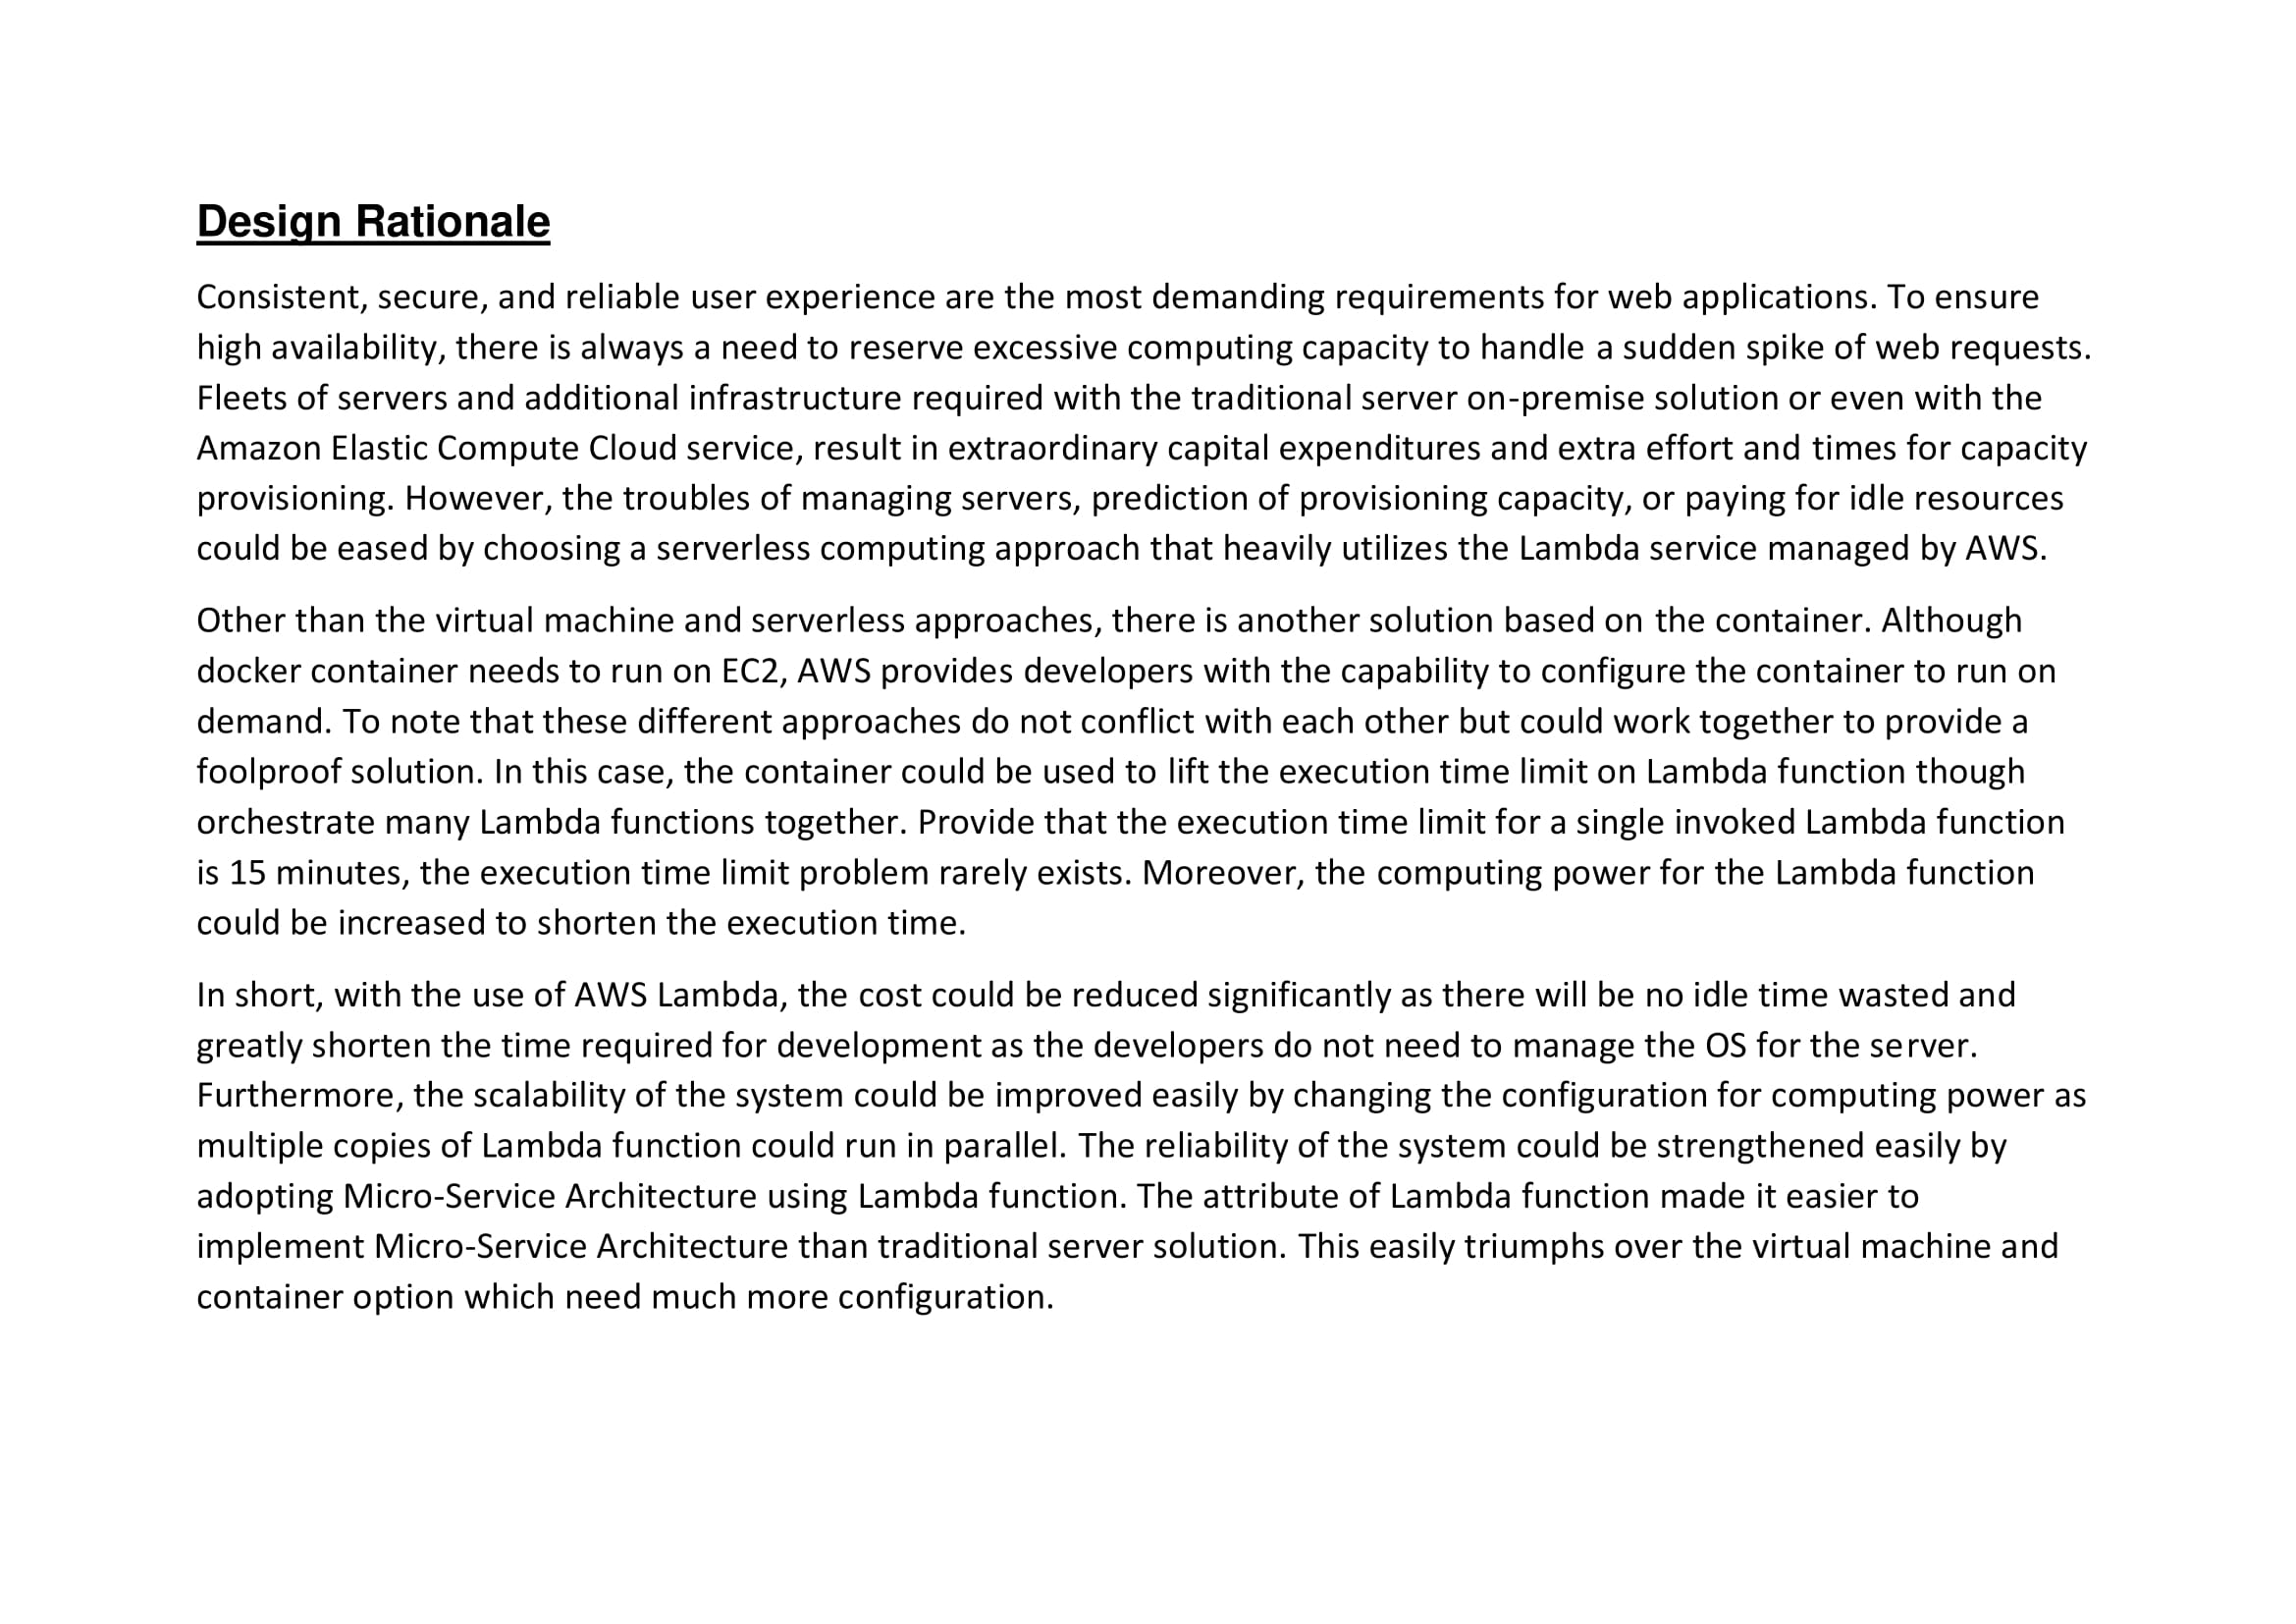 Design Rationale
Consistent, secure, and reliable user experience are the most demanding requirements for web applications. To ensure
high availability, there is always a need to reserve excessive computing capacity to handle a sudden spike of web requests.
Fleets of servers and additional infrastructure required with the traditional server on-premise solution or even with the
Amazon Elastic Compute Cloud service, result in extraordinary capital expenditures and extra effort and times for capacity
provisioning. However, the troubles of managing servers, prediction of provisioning capacity, or paying for idle resources
could be eased by choosing a serverless computing approach that heavily utilizes the Lambda service managed by AWS.
Other than the virtual machine and serverless approaches, there is another solution based on the container. Although
docker container needs to run on EC2, AWS provides developers with the capability to configure the container to run on
demand. To note that these different approaches do not conflict with each other but could work together to provide a
foolproof solution. In this case, the container could be used to lift the execution time limit on Lambda function though
orchestrate many Lambda functions together. Provide that the execution time limit for a single invoked Lambda function
is 15 minutes, the execution time limit problem rarely exists. Moreover, the computing power for the Lambda function
could be increased to shorten the execution time.
In short, with the use of AWS Lambda, the cost could be reduced significantly as there will be no idle time wasted and
greatly shorten the time required for development as the developers do not need to manage the OS for the server.
Furthermore, the scalability of the system could be improved easily by changing the configuration for computing power as
multiple copies of Lambda function could run in parallel. The reliability of the system could be strengthened easily by
adopting Micro-Service Architecture using Lambda function. The attribute of Lambda function made it easier to
implement Micro-Service Architecture than traditional server solution. This easily triumphs over the virtual machine and
container option which need much more configuration.